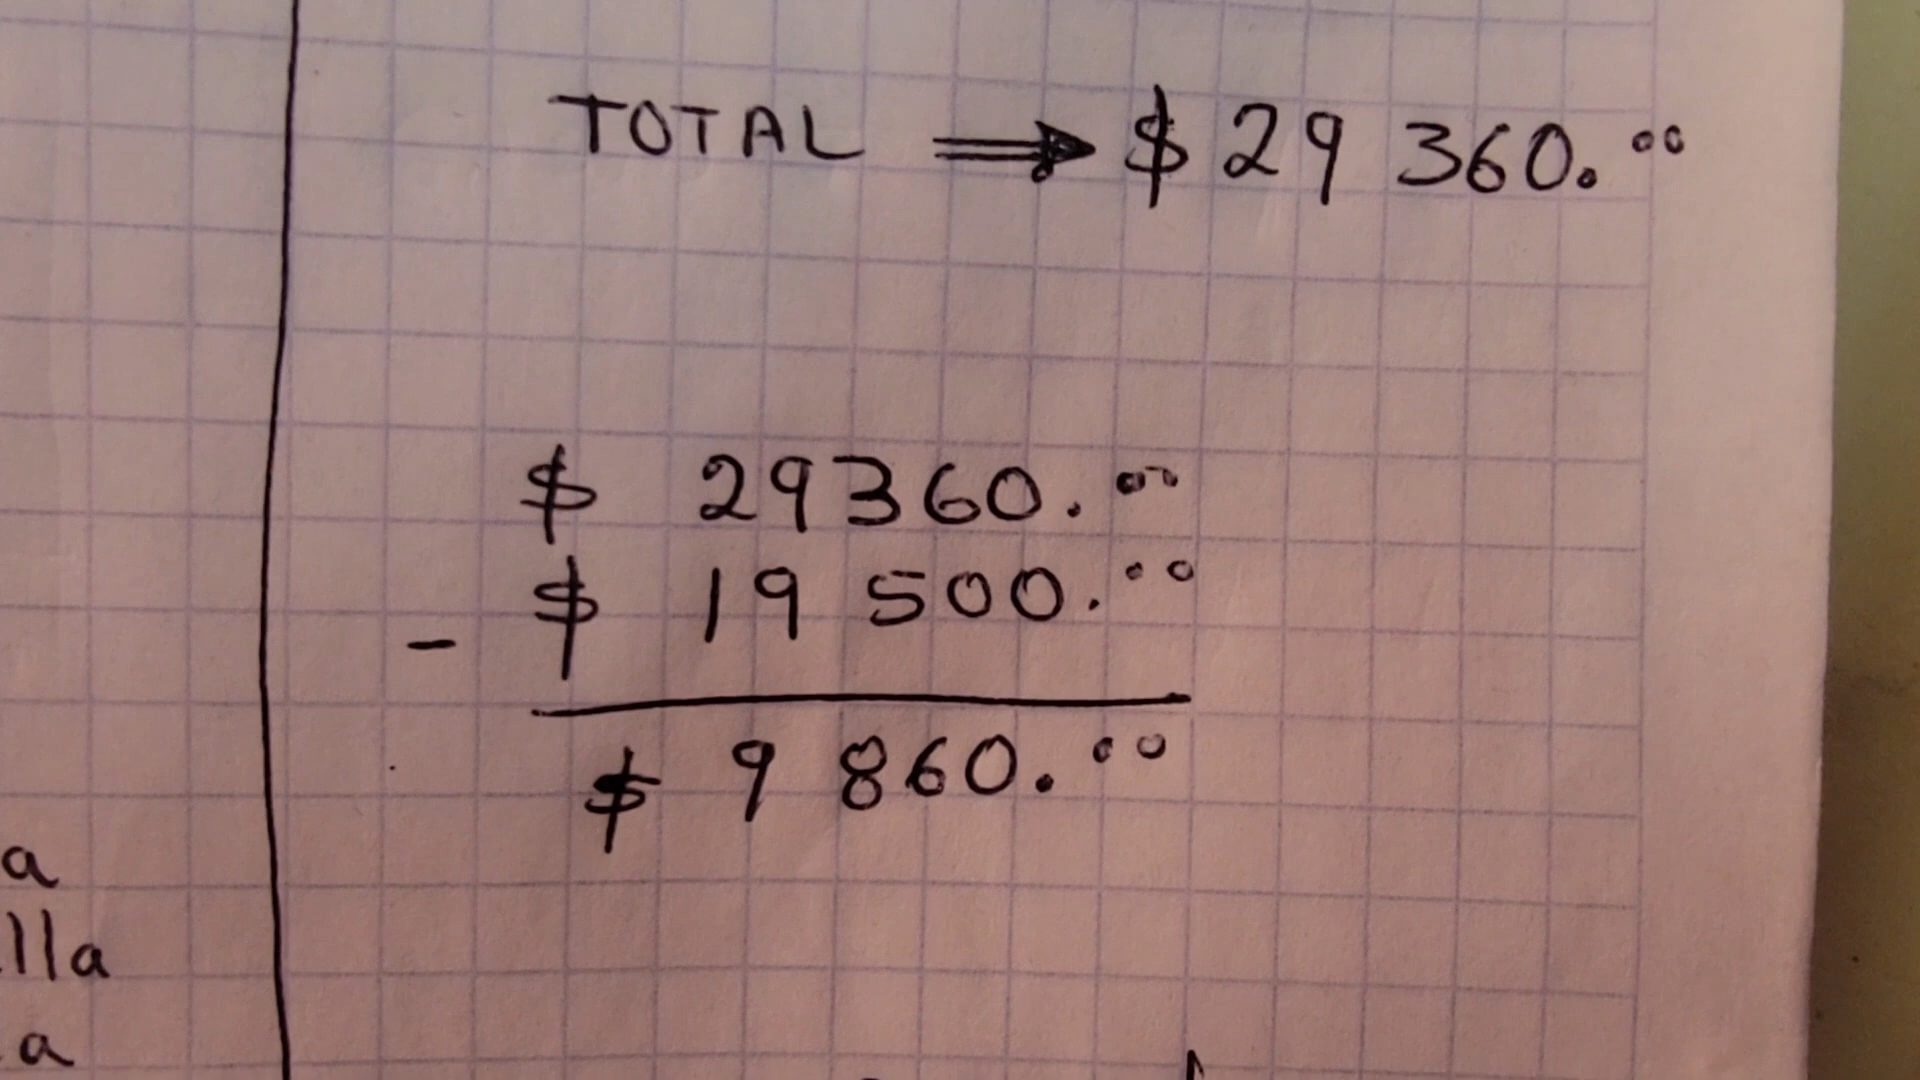 TOTAL ⇒ $ 29 360.00
$ 29360.00
- $ 19 500.00
$ 9 860.00
a
lla
a